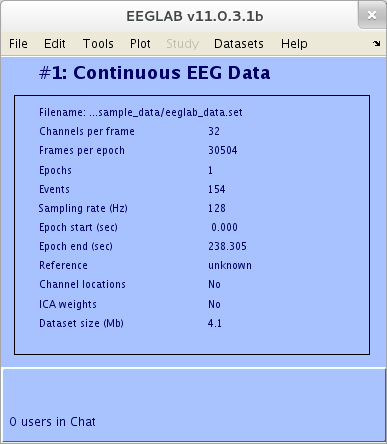 EEGLAB v11.0.3.1b
File Edit Tools Plot Study Datasets Help
#1: Continuous EEG Data
Filename: ...sample_data/eeglab_data.set
Channels per frame 32
Frames per epoch 30504
Epochs 1
Events 154
Sampling rate (Hz) 128
Epoch start (sec) 0.000
Epoch end (sec) 238.305
Reference unknown
Channel locations No
ICA weights No
Dataset size (Mb) 4.1
0 users in Chat